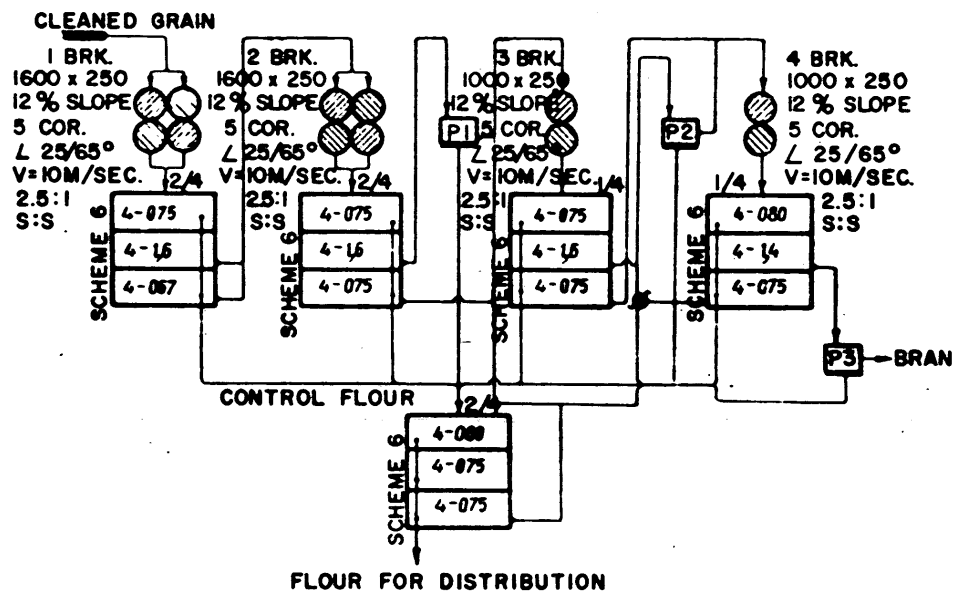 CLEANED GRAIN
1 BRK.
1600 x 250
12% SLOPE
5 COR.
∠ 25/65°
V=10M/SEC.
2.5:1
S:S
2/4
SCHEME 6
4-075
4-1,6
4-067
2 BRK.
1600 x 250
12% SLOPE
5 COR.
∠ 25/65°
V=10M/SEC.
2.5:1
S:S
2/4
SCHEME 6
4-075
4-1,6
4-075
P1
3 BRK.
1000 x 250
12% SLOPE
5 COR.
∠ 25/65°
V=10M/SEC.
2.5:1
S:S
1/4
SCHEME 6
4-075
4-1,6
4-075
P2
4 BRK.
1000 x 250
12% SLOPE
5 COR.
∠ 25/65°
V=10M/SEC.
2.5:1
S:S
1/4
SCHEME 6
4-080
4-1,4
4-075
P3
BRAN
CONTROL FLOUR
2/4
SCHEME 6
4-075
4-075
FLOUR FOR DISTRIBUTION